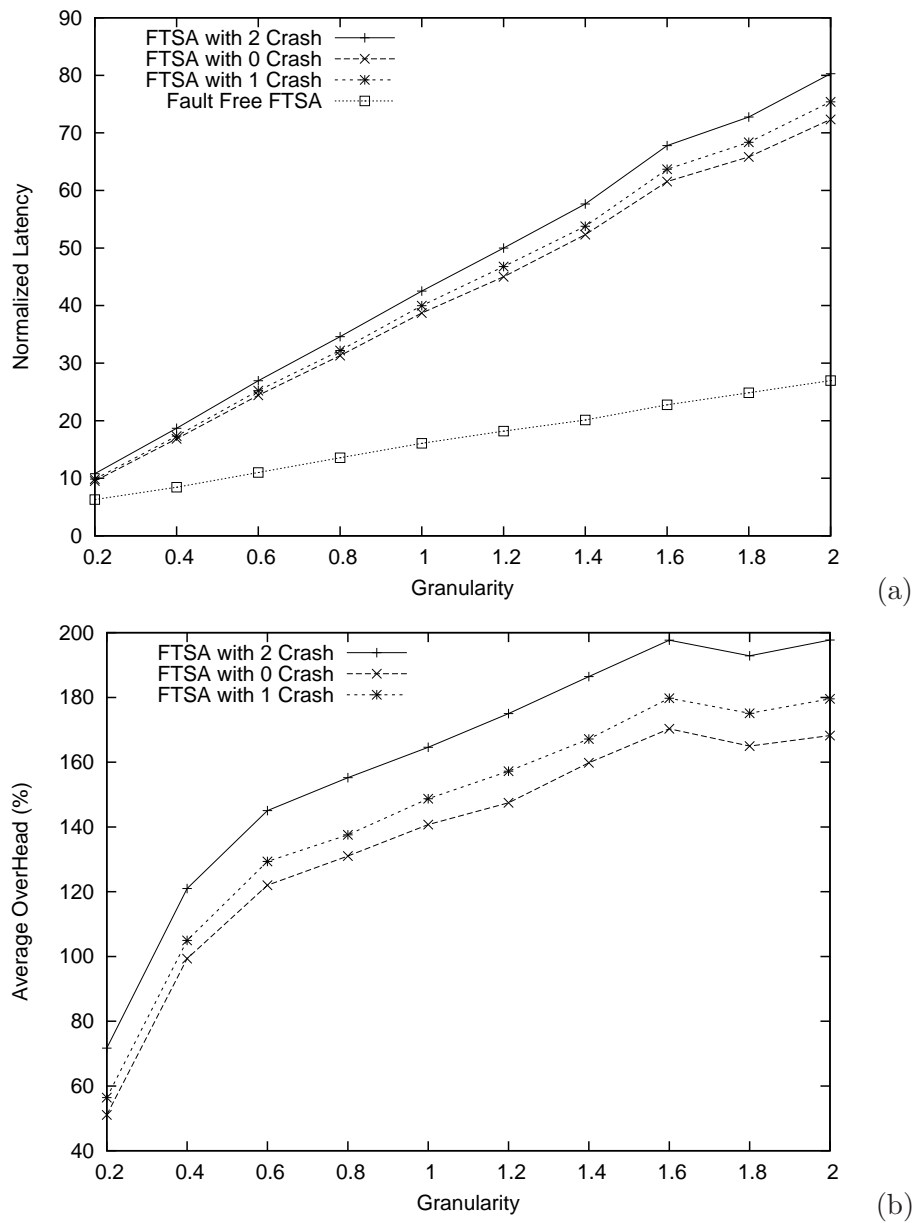 90
80
70
60
50
40
30
20
10
0
Normalized Latency
FTSA with 2 Crash
FTSA with 0 Crash
FTSA with 1 Crash
Fault Free FTSA
0.2 0.4 0.6 0.8 1 1.2 1.4 1.6 1.8 2
Granularity
(a)
200
180
160
140
120
100
80
60
40
Average OverHead (%)
FTSA with 2 Crash
FTSA with 0 Crash
FTSA with 1 Crash
0.2 0.4 0.6 0.8 1 1.2 1.4 1.6 1.8 2
Granularity
(b)